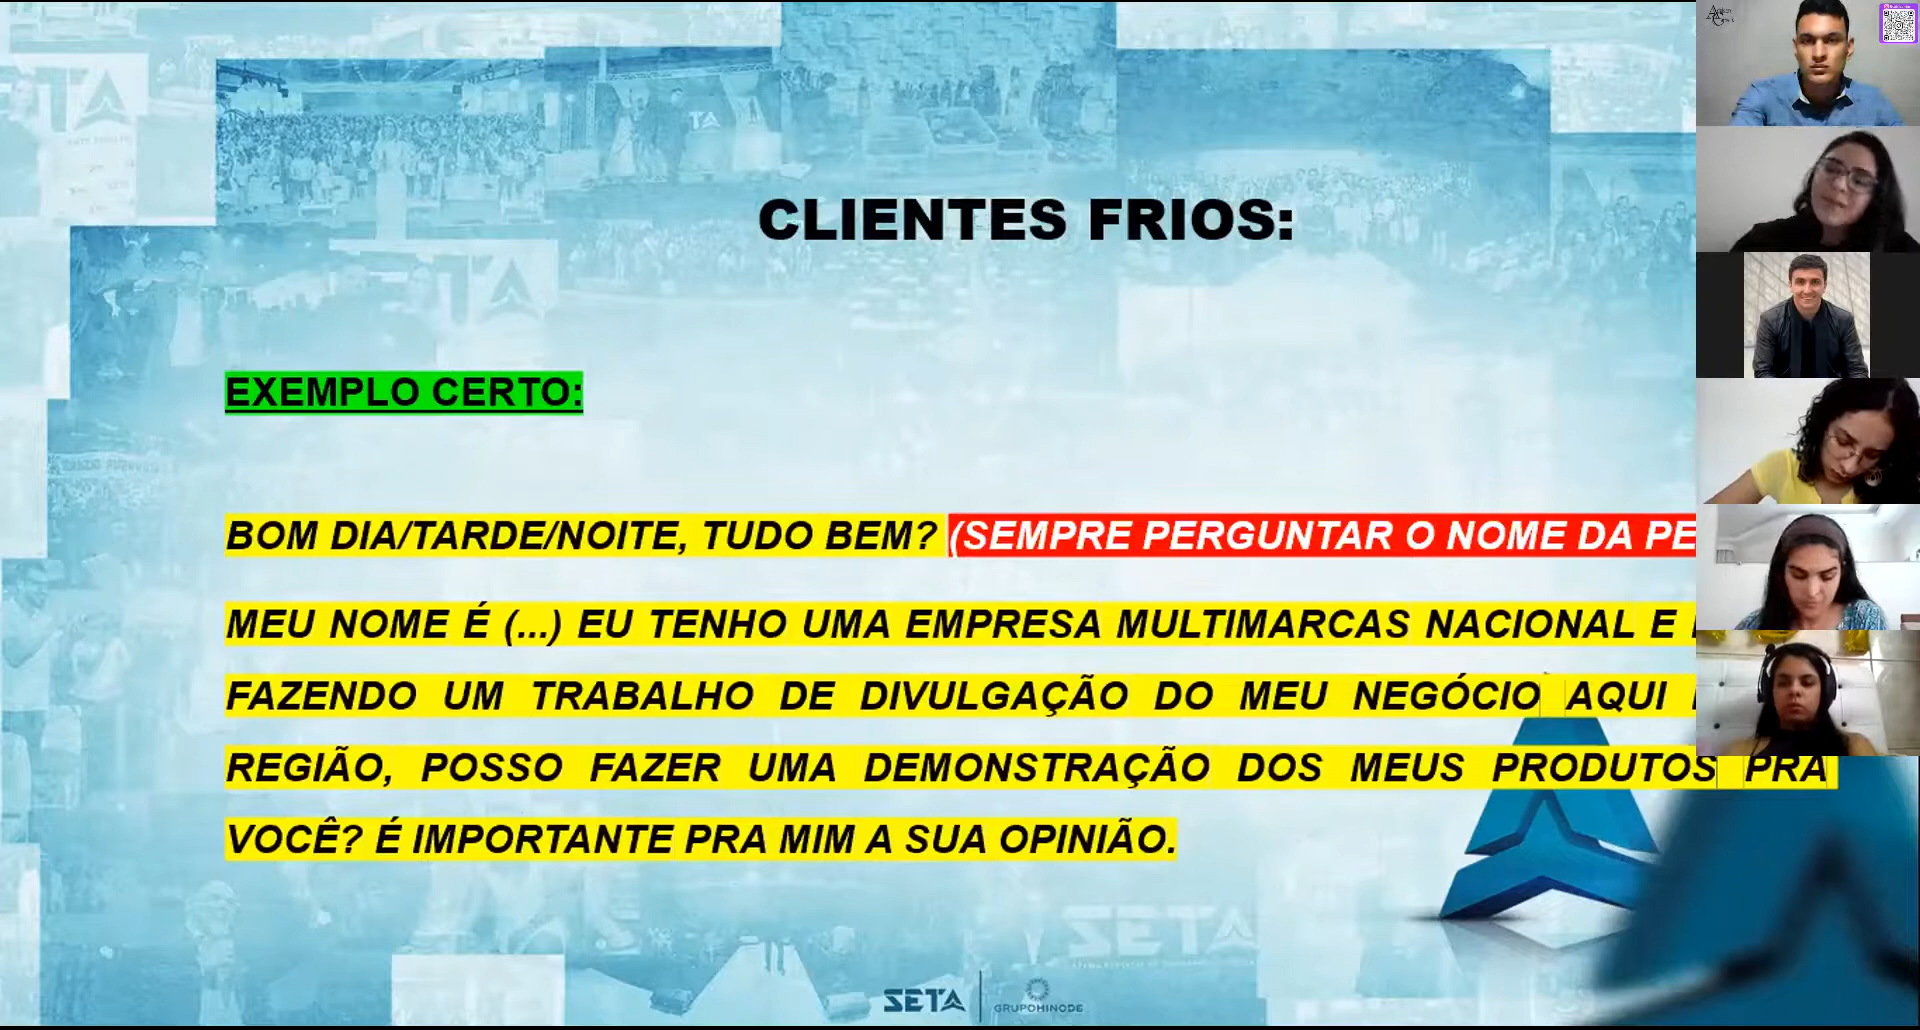 CLIENTES FRIOS:
EXEMPLO CERTO:
BOM DIA/TARDE/NOITE, TUDO BEM? (SEMPRE PERGUNTAR O NOME DA
MEU NOME É (...) EU TENHO UMA EMPRESA MULTIMARCAS NACIONAL E
FAZENDO UM TRABALHO DE DIVULGAÇÃO DO MEU NEGÓCIO AQUI
REGIÃO, POSSO FAZER UMA DEMONSTRAÇÃO DOS MEUS PRODUTOS PRA
VOCÊ? É IMPORTANTE PRA MIM A SUA OPINIÃO.
SETA
SETA
GRUPOHINODE